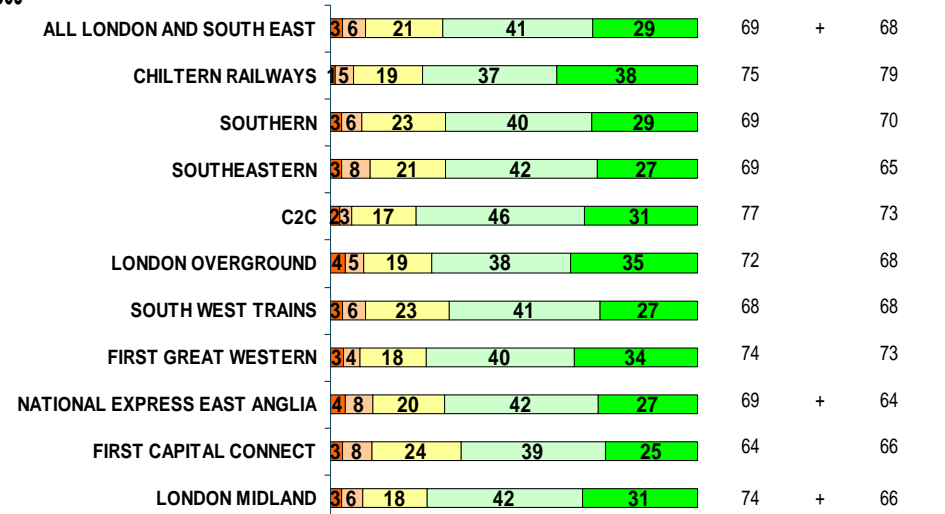 ALL LONDON AND SOUTH EAST 3 6 21 41 29 69 + 68
CHILTERN RAILWAYS 1 5 19 37 38 75 79
SOUTHERN 3 6 23 40 29 69 70
SOUTHEASTERN 3 8 21 42 27 69 65
C2C 2 3 17 46 31 77 73
LONDON OVERGROUND 4 5 19 38 35 72 68
SOUTH WEST TRAINS 3 6 23 41 27 68 68
FIRST GREAT WESTERN 3 4 18 40 34 74 73
NATIONAL EXPRESS EAST ANGLIA 4 8 20 42 27 69 + 64
FIRST CAPITAL CONNECT 3 8 24 39 25 64 66
LONDON MIDLAND 3 6 18 42 31 74 + 66